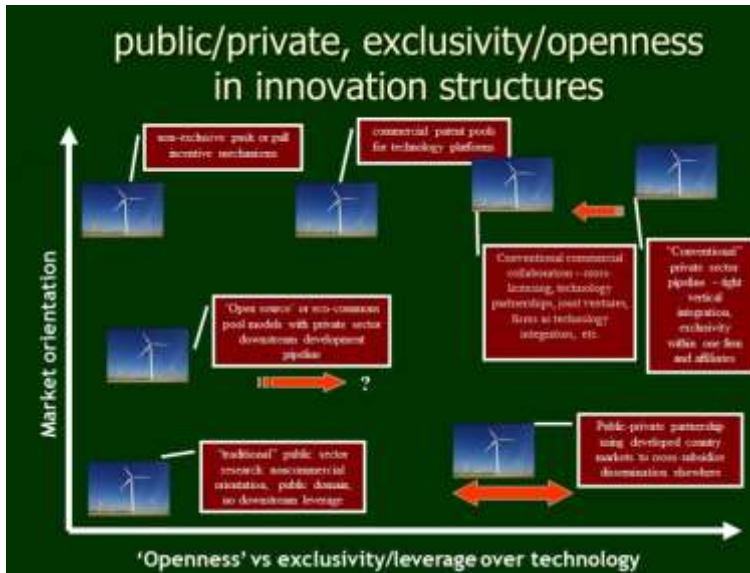 public/private, exclusivity/openness
in innovation structures
non-exclusive push or pull
incentive mechanisms
commercial patent pools
for technology platforms
Conventional commercial
collaboration – cross-
licensing, technology
partnerships, joint ventures,
firms as technology
integrators, etc.
"Conventional"
private sector
pipeline – tight
vertical
integration,
exclusivity
within one firm
and affiliates
"Open source" or eco-commons
pool models with private sector
downstream development
pipeline
?
"traditional" public sector
research noncommercial
orientation, public domain,
no downstream leverage
Public-private partnership
using developed country
markets to cross-subsidize
dissemination elsewhere
Market orientation
'Openness' vs exclusivity/leverage over technology